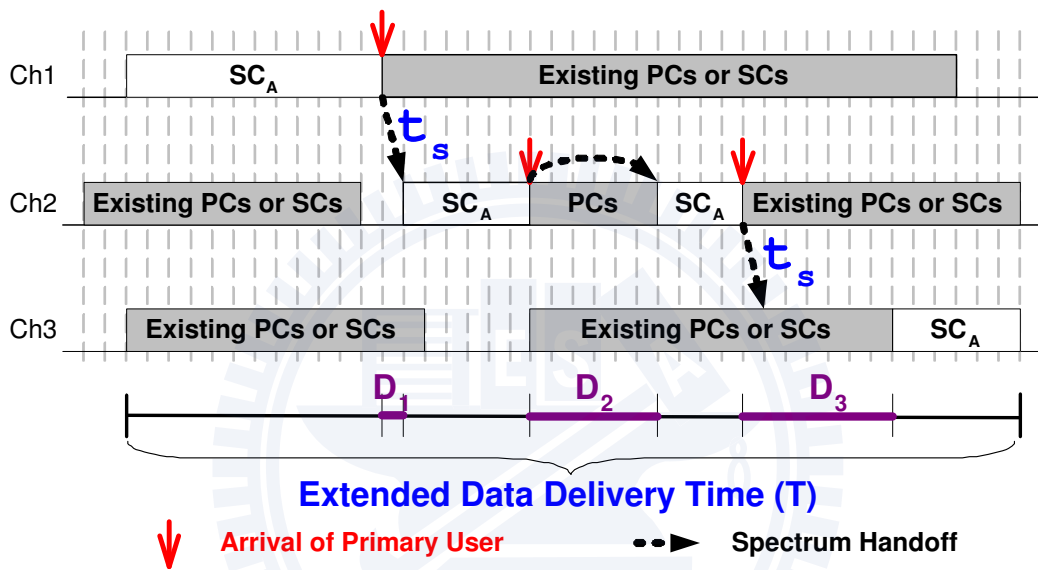 Ch1
SC_A
Existing PCs or SCs
t_s
Ch2
Existing PCs or SCs
SC_A
PCs
SC_A
Existing PCs or SCs
t_s
Ch3
Existing PCs or SCs
Existing PCs or SCs
SC_A
D_1
D_2
D_3
Extended Data Delivery Time (T)
Arrival of Primary User
Spectrum Handoff